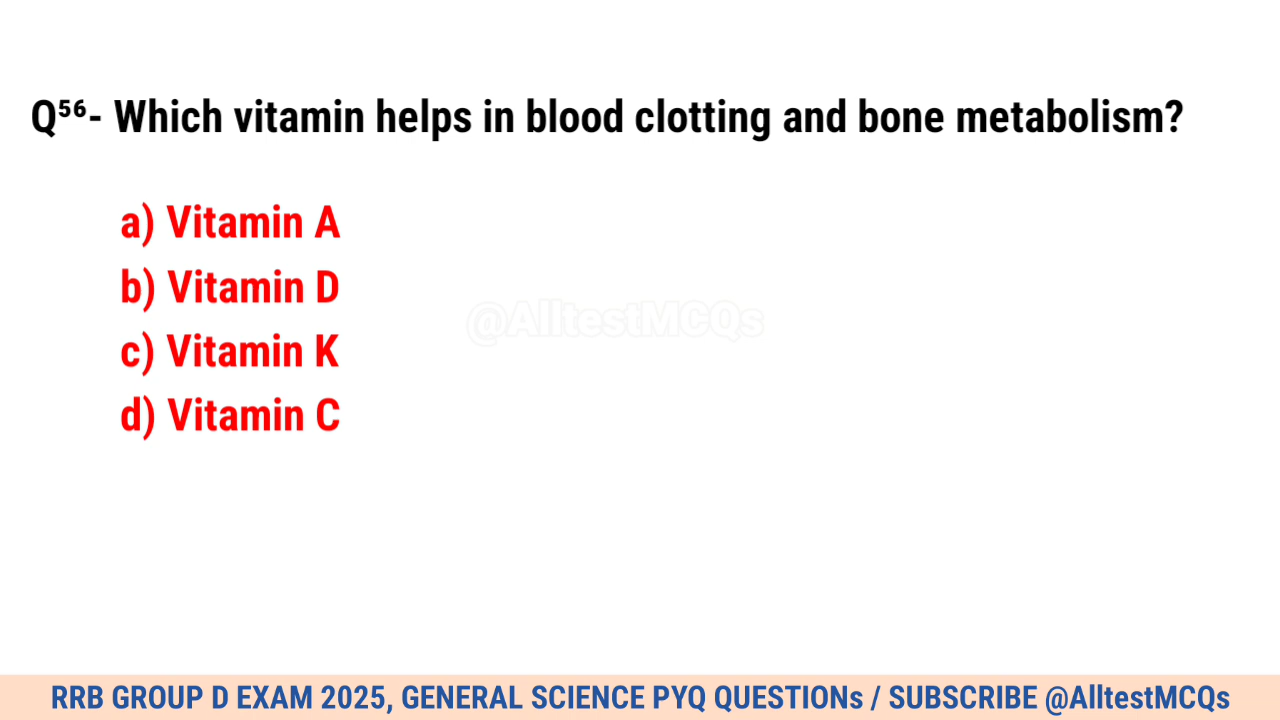 Q⁵⁶- Which vitamin helps in blood clotting and bone metabolism?
a) Vitamin A
b) Vitamin D
@AlltestMCQs
c) Vitamin K
d) Vitamin C
RRB GROUP D EXAM 2025, GENERAL SCIENCE PYQ QUESTIONs / SUBSCRIBE @AlltestMCQs